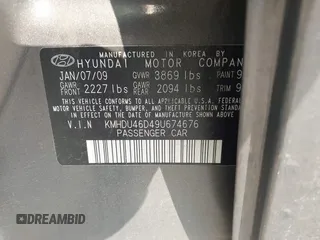 MANUFACTURED IN KOREA BY
HYUNDAI MOTOR COMPAN
JAN/07/09 GVWR 3869 lbs PAINT 9
GAWR FRONT 2227 lbs GAWR REAR 2094 lbs TRIM 9
THIS VEHICLE CONFORMS TO ALL APPLICABLE U.S.A. FEDERAL
MOTOR VEHICLE SAFETY, BUMPER, AND THEFT PREVENTION
STANDARDS IN EFFECT ON THE DATE OF MANUFACTURE SHOWN ABOVE
V.I.N KMHDU46D49U674676
PASSENGER CAR
DREAMBID